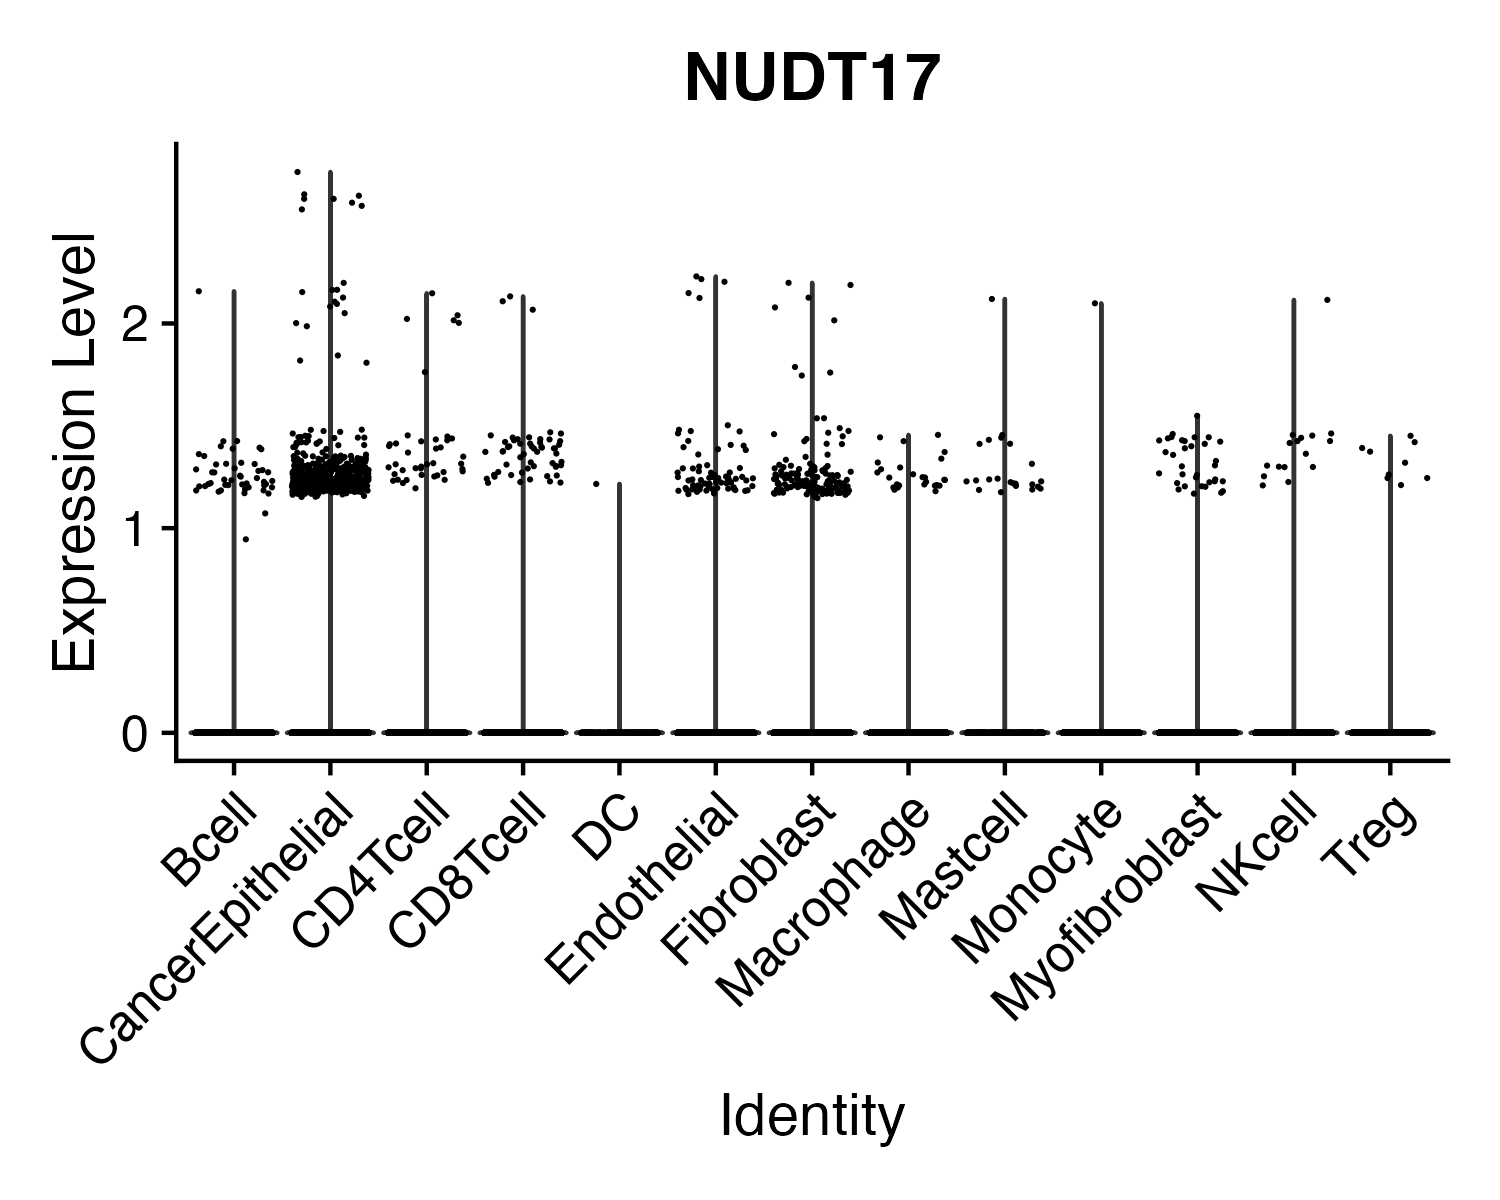 NUDT17
Expression Level
2
1
0
Bcell
CancerEpithelial
CD4Tcell
CD8Tcell
DC
Endothelial
Fibroblast
Macrophage
Mastcell
Monocyte
Myofibroblast
NKcell
Treg
Identity